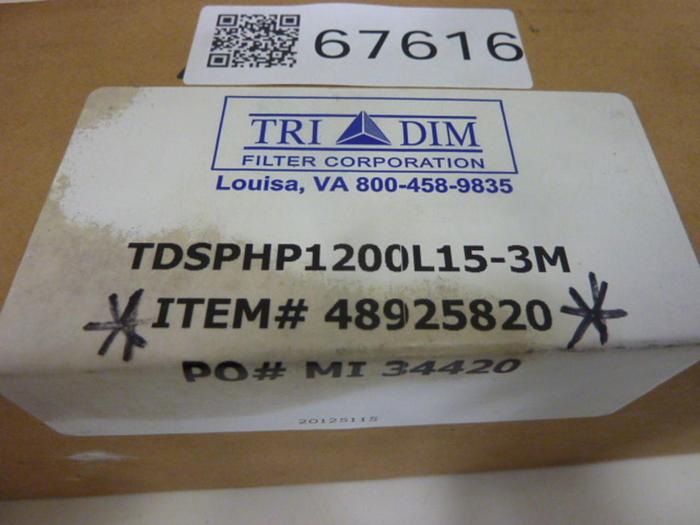 67616
TRI DIM
FILTER CORPORATION
Louisa, VA 800-458-9835
TDSPHP1200L15-3M
ITEM# 48925820
PO# MI 34420
20125115